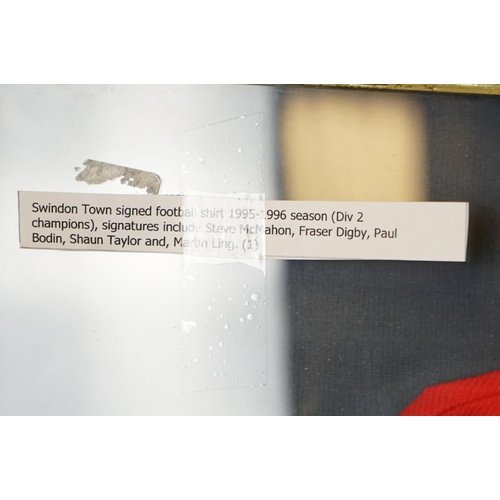 Swindon Town signed football shirt 1995-1996 season (Div 2
champions), signatures include Steve McMahon, Fraser Digby, Paul
Bodin, Shaun Taylor and, Martin Ling. (1)